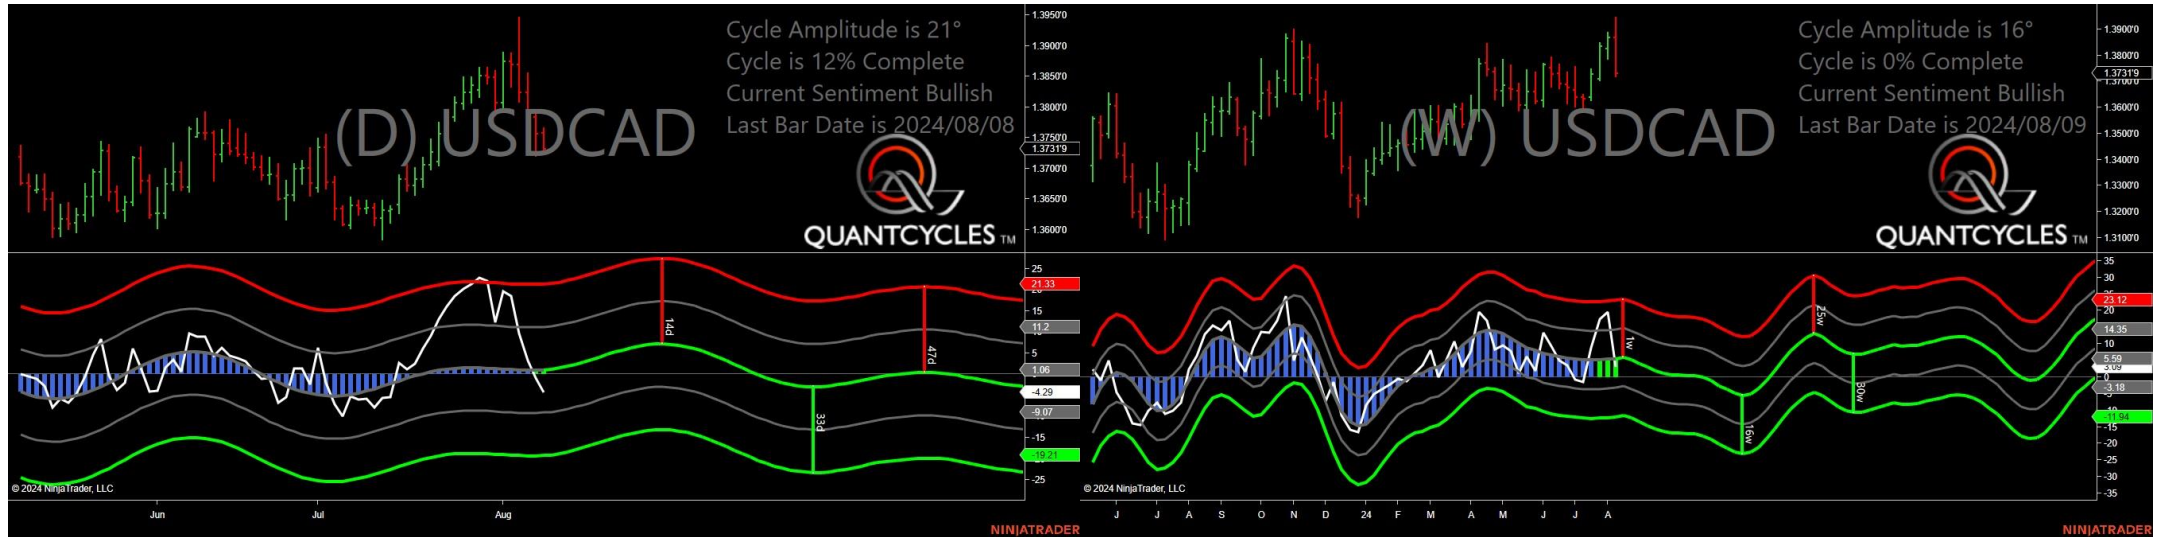 Cycle Amplitude is 21°
Cycle is 12% Complete
Current Sentiment Bullish
Last Bar Date is 2024/08/08
(D) USDCAD
QUANTCYCLES TM
1.3950'0
1.3900'0
1.3850'0
1.3800'0
1.3750'0
1.3731'9
1.3700'0
1.3650'0
1.3600'0
14d
47d
33d
25
21.33
15
11.2
5
1.06
-4.29
-9.07
-15
-19.21
-25
© 2024 NinjaTrader, LLC
Jun
Jul
Aug
NINJATRADER
Cycle Amplitude is 16°
Cycle is 0% Complete
Current Sentiment Bullish
Last Bar Date is 2024/08/09
(W) USDCAD
QUANTCYCLES TM
1.3900'0
1.3800'0
1.3731'9
1.3700'0
1.3600'0
1.3500'0
1.3400'0
1.3300'0
1.3200'0
1.3100'0
1w
25w
16w
80w
35
30
23.12
20
14.35
10
5.59
3.09
0
-3.18
-11.94
-15
-20
-25
-30
-35
© 2024 NinjaTrader, LLC
J
J
A
S
O
N
D
24
F
M
A
M
J
J
A
NINJATRADER